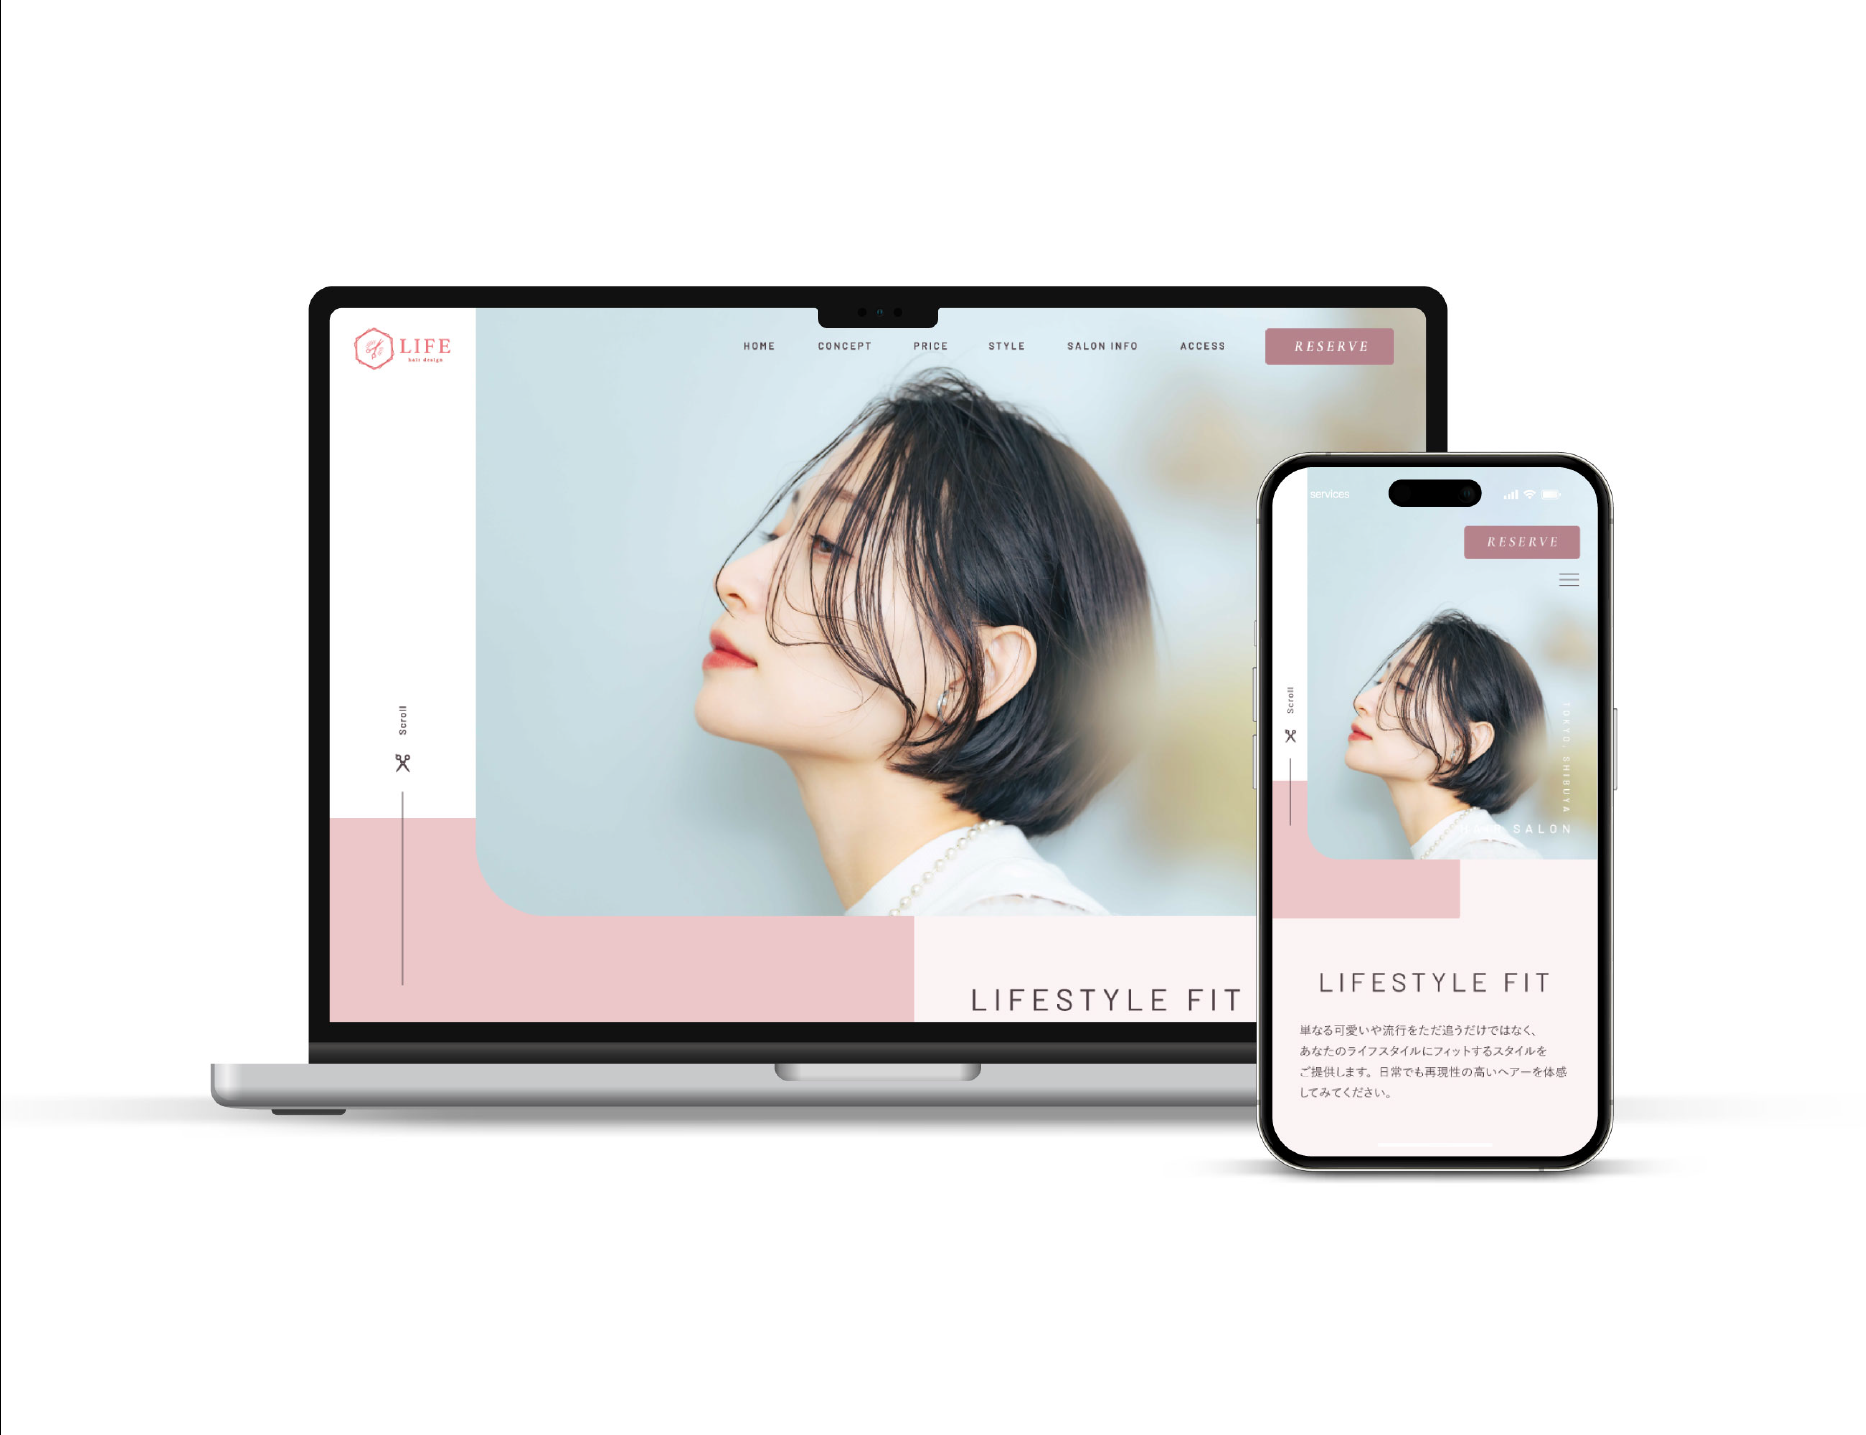 LIFE
hair design
HOME CONCEPT PRICE STYLE SALON INFO ACCESS RESERVE
Scroll
LIFESTYLE FIT
services
RESERVE
Scroll
TOKYO, SHIBUYA
HAIR SALON
LIFESTYLE FIT
単なる可愛いや流行をただ追うだけではなく、
あなたのライフスタイルにフィットするスタイルを
ご提供します。日常でも再現性の高いヘアーを体感
してみてください。